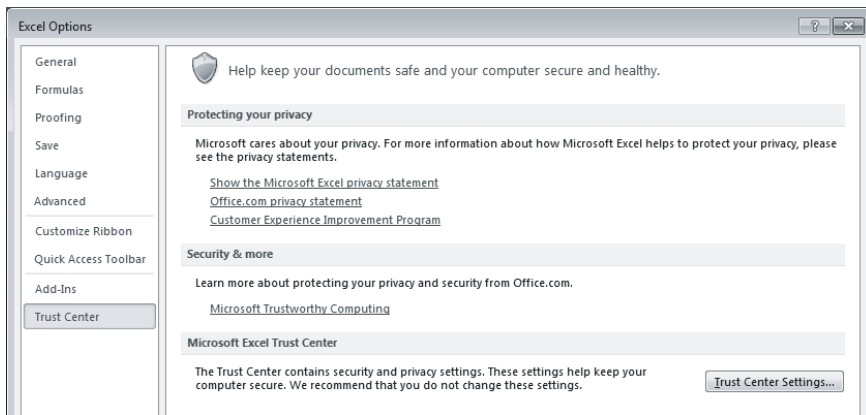 Excel Options
General
Formulas
Proofing
Save
Language
Advanced
Customize Ribbon
Quick Access Toolbar
Add-Ins
Trust Center
Help keep your documents safe and your computer secure and healthy.
Protecting your privacy
Microsoft cares about your privacy. For more information about how Microsoft Excel helps to protect your privacy, please
see the privacy statements.
Show the Microsoft Excel privacy statement
Office.com privacy statement
Customer Experience Improvement Program
Security & more
Learn more about protecting your privacy and security from Office.com.
Microsoft Trustworthy Computing
Microsoft Excel Trust Center
The Trust Center contains security and privacy settings. These settings help keep your
computer secure. We recommend that you do not change these settings.
Trust Center Settings...